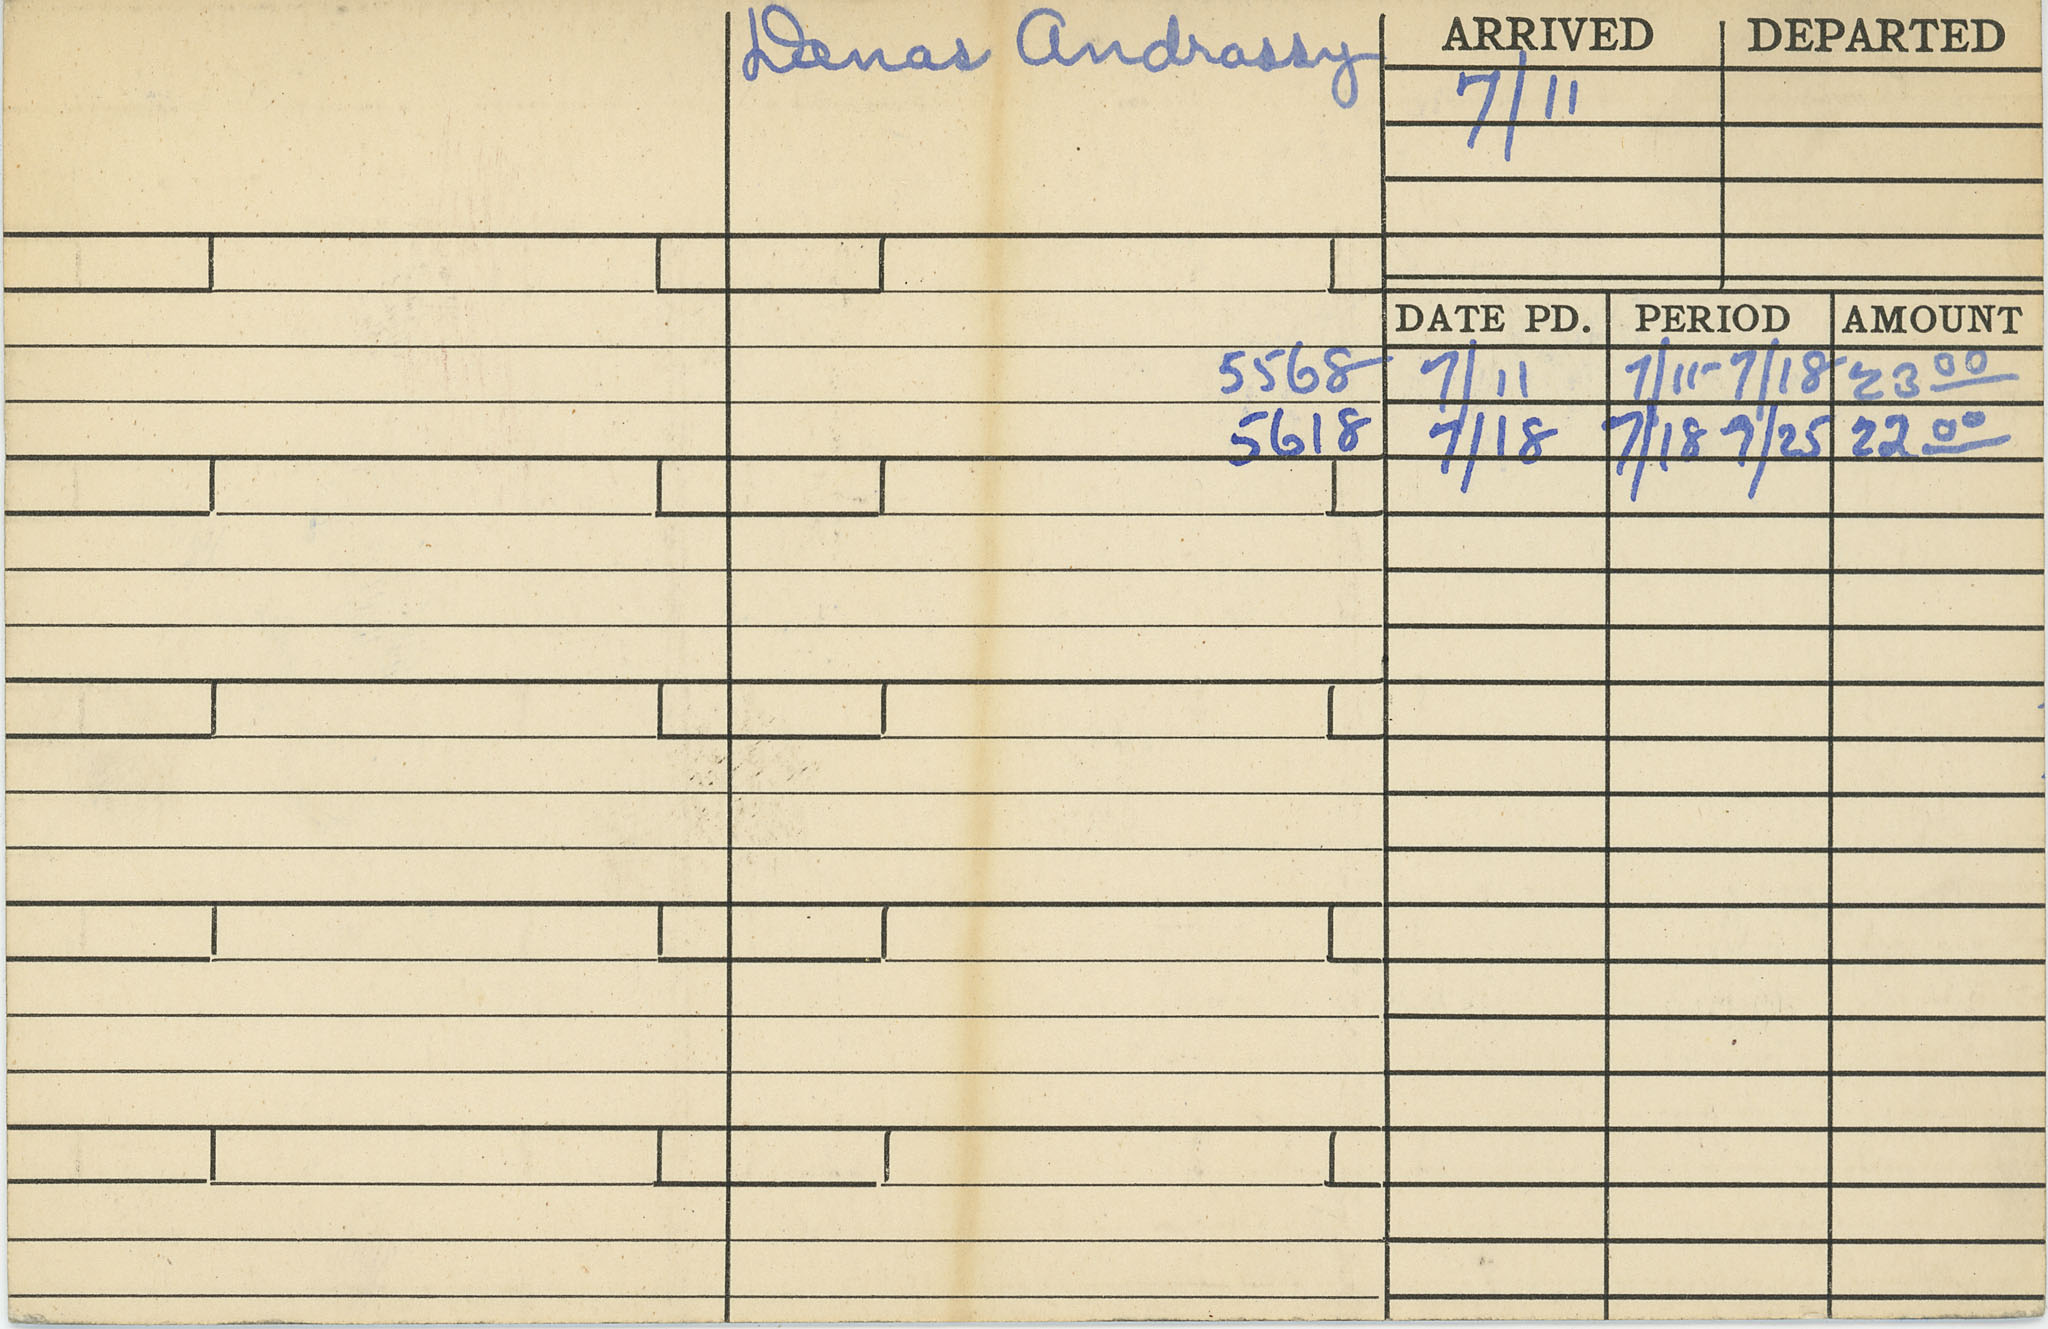 Denas Andrassy ARRIVED DEPARTED
7/11
DATE PD. PERIOD AMOUNT
5568 7/11 7/11-7/18 23 00
5618 7/18 7/18 7/25 22 00